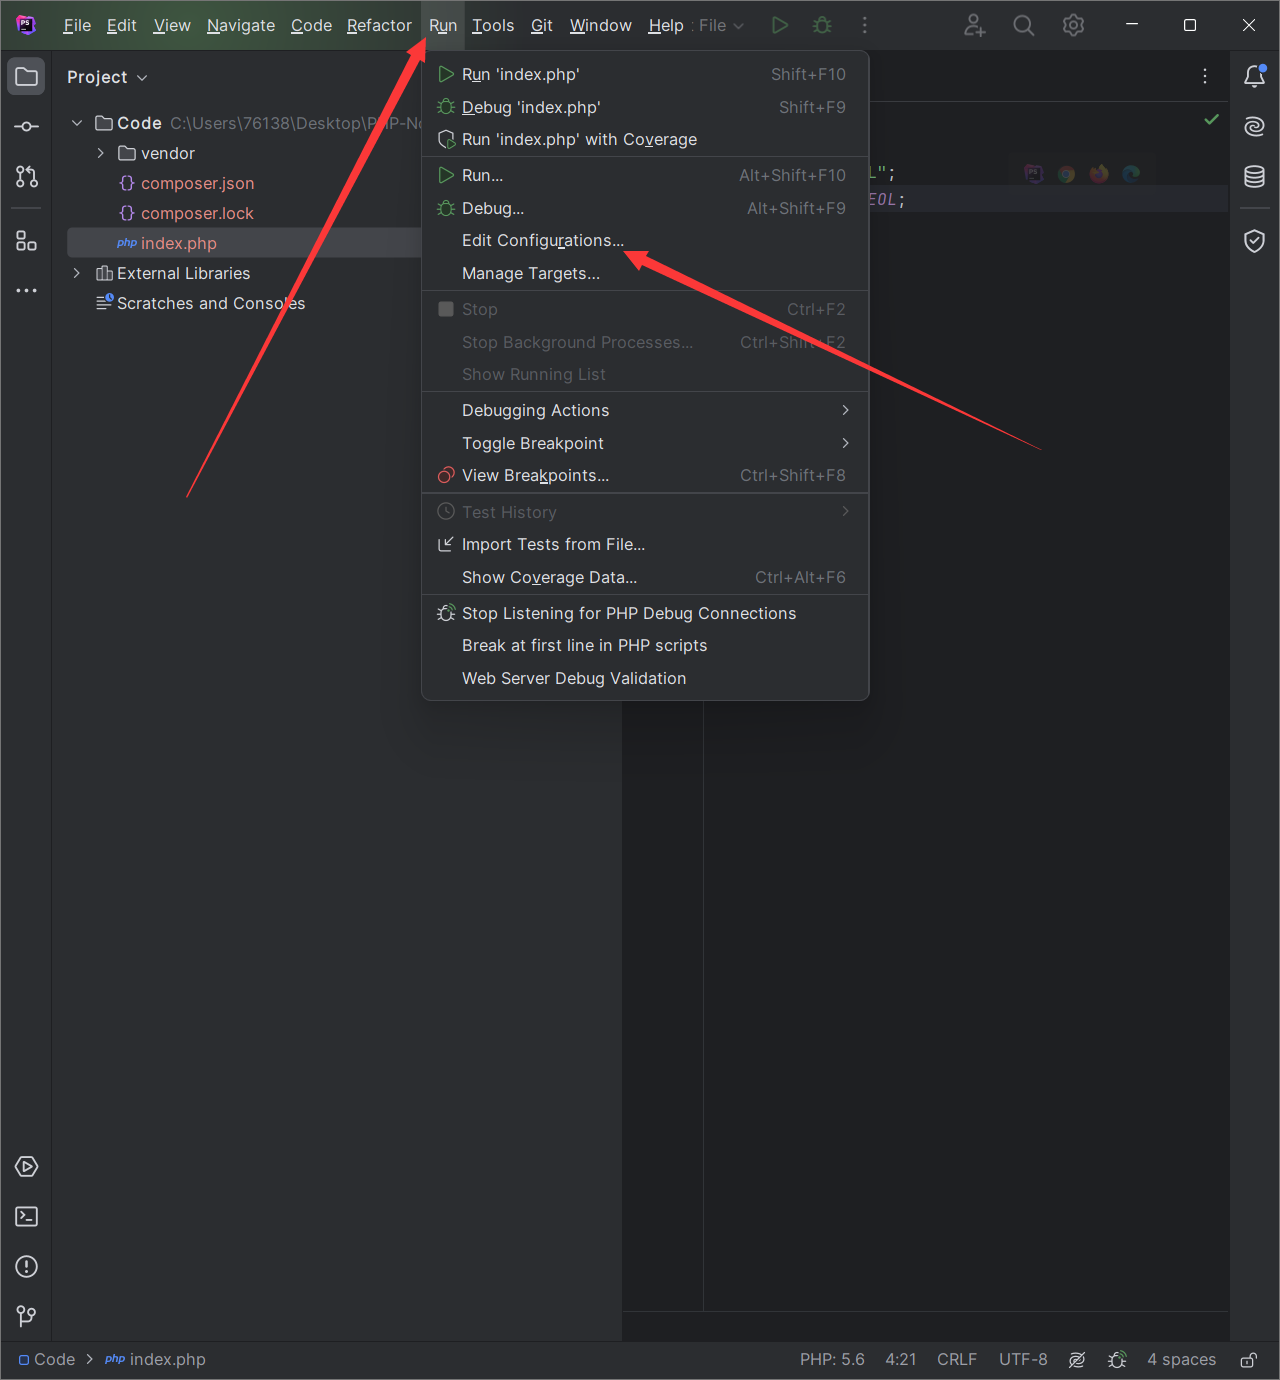 File Edit View Navigate Code Refactor Run Tools Git Window Help : File
Project
Code C:\Users\76138\Desktop\PHP-No
vendor
composer.json
composer.lock
php index.php
External Libraries
Scratches and Consoles
Run 'index.php' Shift+F10
Debug 'index.php' Shift+F9
Run 'index.php' with Coverage
Run... Alt+Shift+F10
Debug... Alt+Shift+F9
Edit Configurations...
Manage Targets...
Stop Ctrl+F2
Stop Background Processes... Ctrl+Shift+F2
Show Running List
Debugging Actions
Toggle Breakpoint
View Breakpoints... Ctrl+Shift+F8
Test History
Import Tests from File...
Show Coverage Data... Ctrl+Alt+F6
Stop Listening for PHP Debug Connections
Break at first line in PHP scripts
Web Server Debug Validation
L";
EOL;
Code > php index.php PHP: 5.6 4:21 CRLF UTF-8 4 spaces